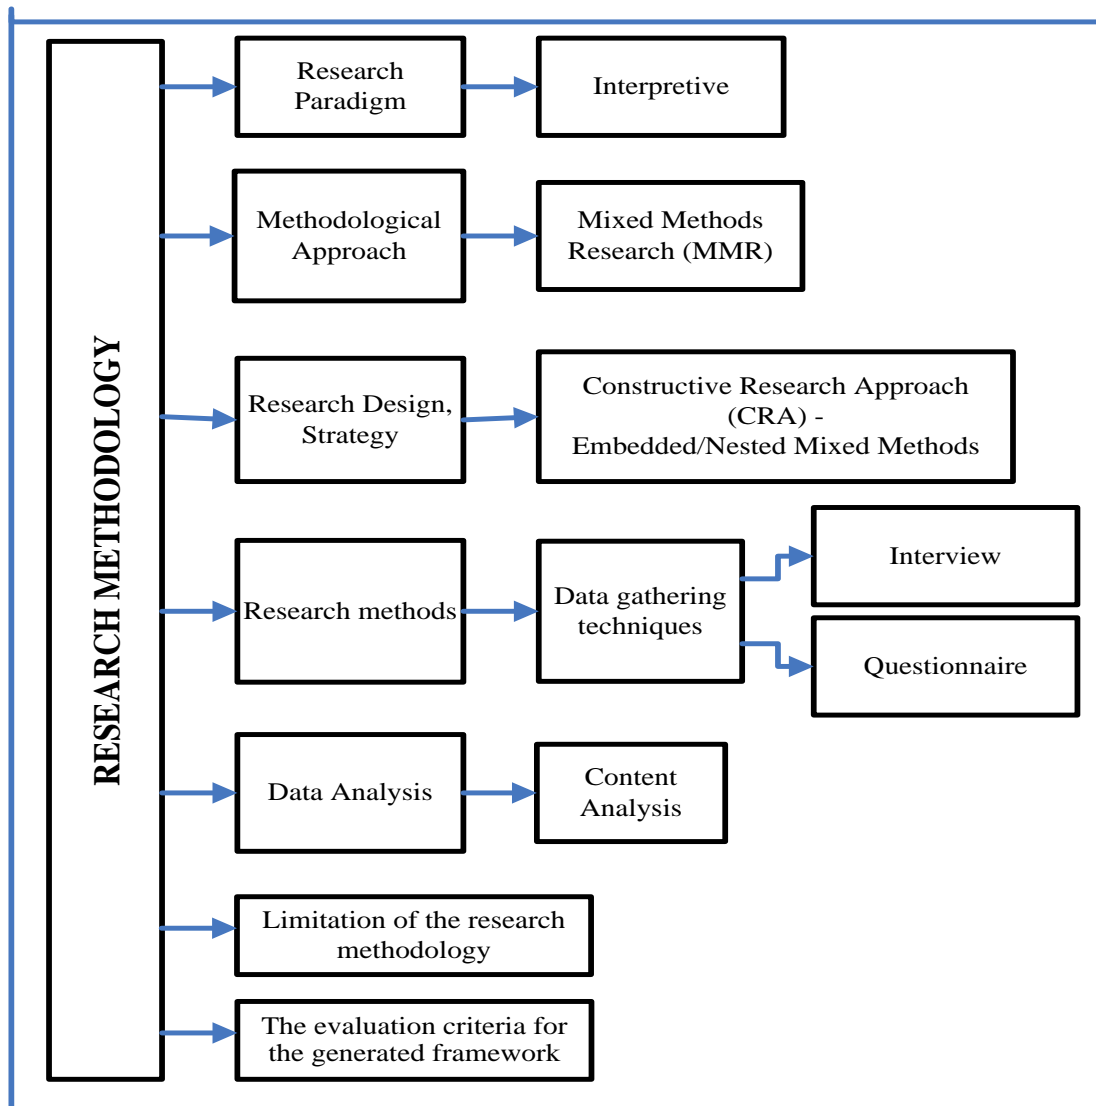 RESEARCH METHODOLOGY
Research
Paradigm
Interpretive
Methodological
Approach
Mixed Methods
Research (MMR)
Research Design,
Strategy
Constructive Research Approach
(CRA) -
Embedded/Nested Mixed Methods
Research methods
Data gathering
techniques
Interview
Questionnaire
Data Analysis
Content
Analysis
Limitation of the research
methodology
The evaluation criteria for
the generated framework